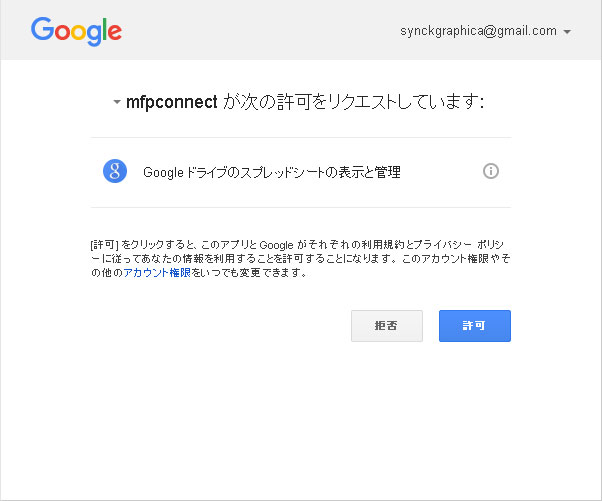 Google
synckgraphica@gmail.com
mfpconnect が次の許可をリクエストしています:
g
Google ドライブのスプレッドシートの表示と管理
[許可] をクリックすると、このアプリと Google がそれぞれの利用規約とプライバシー ポリシ
ーに従ってあなたの情報を利用することを許可することになります。このアカウント権限やそ
の他のアカウント権限をいつでも変更できます。
拒否
許可